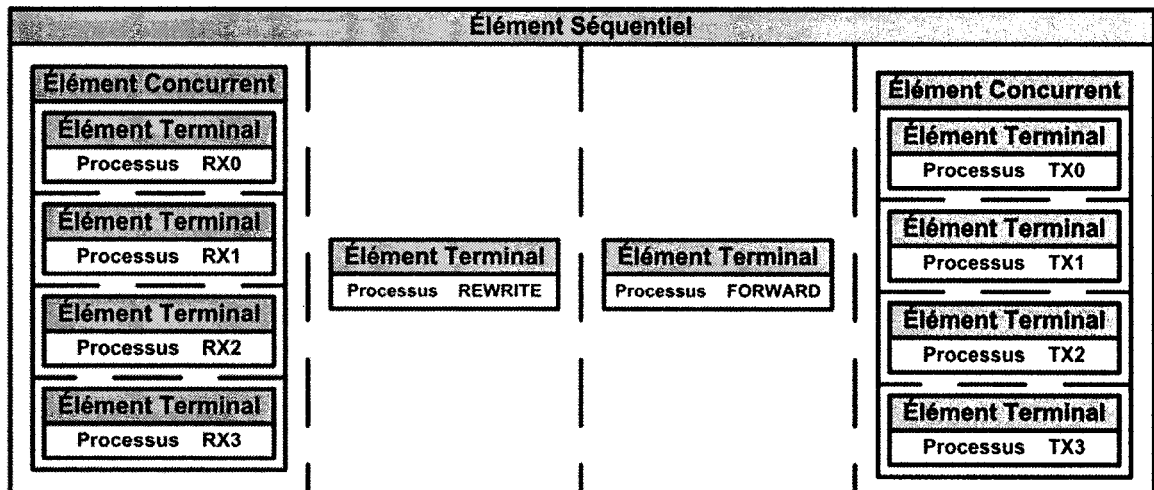 Élément Séquentiel
Élément Concurrent
Élément Terminal
Processus RX0
Élément Terminal
Processus RX1
Élément Terminal
Processus RX2
Élément Terminal
Processus RX3
Élément Terminal
Processus REWRITE
Élément Terminal
Processus FORWARD
Élément Concurrent
Élément Terminal
Processus TX0
Élément Terminal
Processus TX1
Élément Terminal
Processus TX2
Élément Terminal
Processus TX3